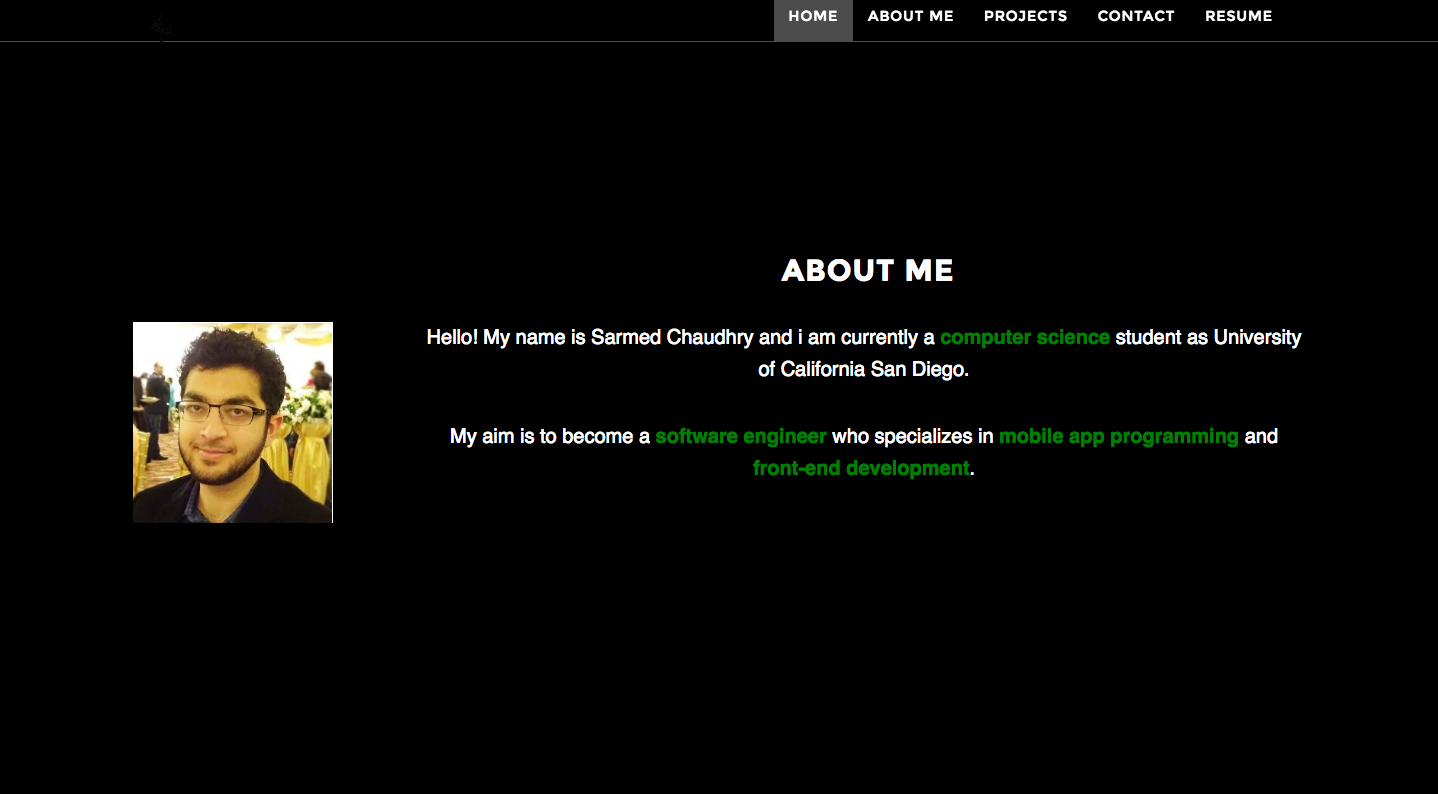 HOME ABOUT ME PROJECTS CONTACT RESUME
ABOUT ME
Hello! My name is Sarmed Chaudhry and i am currently a computer science student as University
of California San Diego.
My aim is to become a software engineer who specializes in mobile app programming and
front-end development.